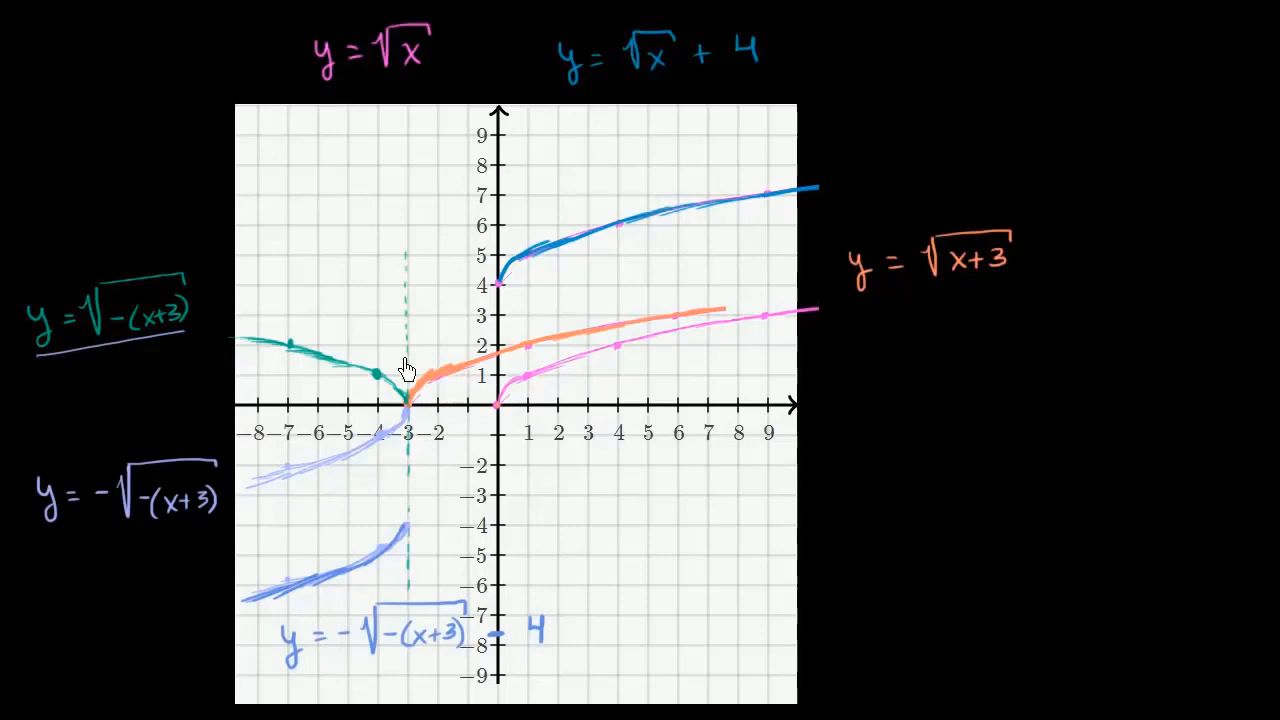 y = √x
y = √x + 4
9
8
7
6
5
4
3
2
1
y = √x+3
y = √-(x+3)
-8 -7 -6 -5 -4 -3 -2 1 2 3 4 5 6 7 8 9
-2
-3
-4
-5
-6
-7
-8
-9
y = -√-(x+3)
y = -√-(x+3) - 4